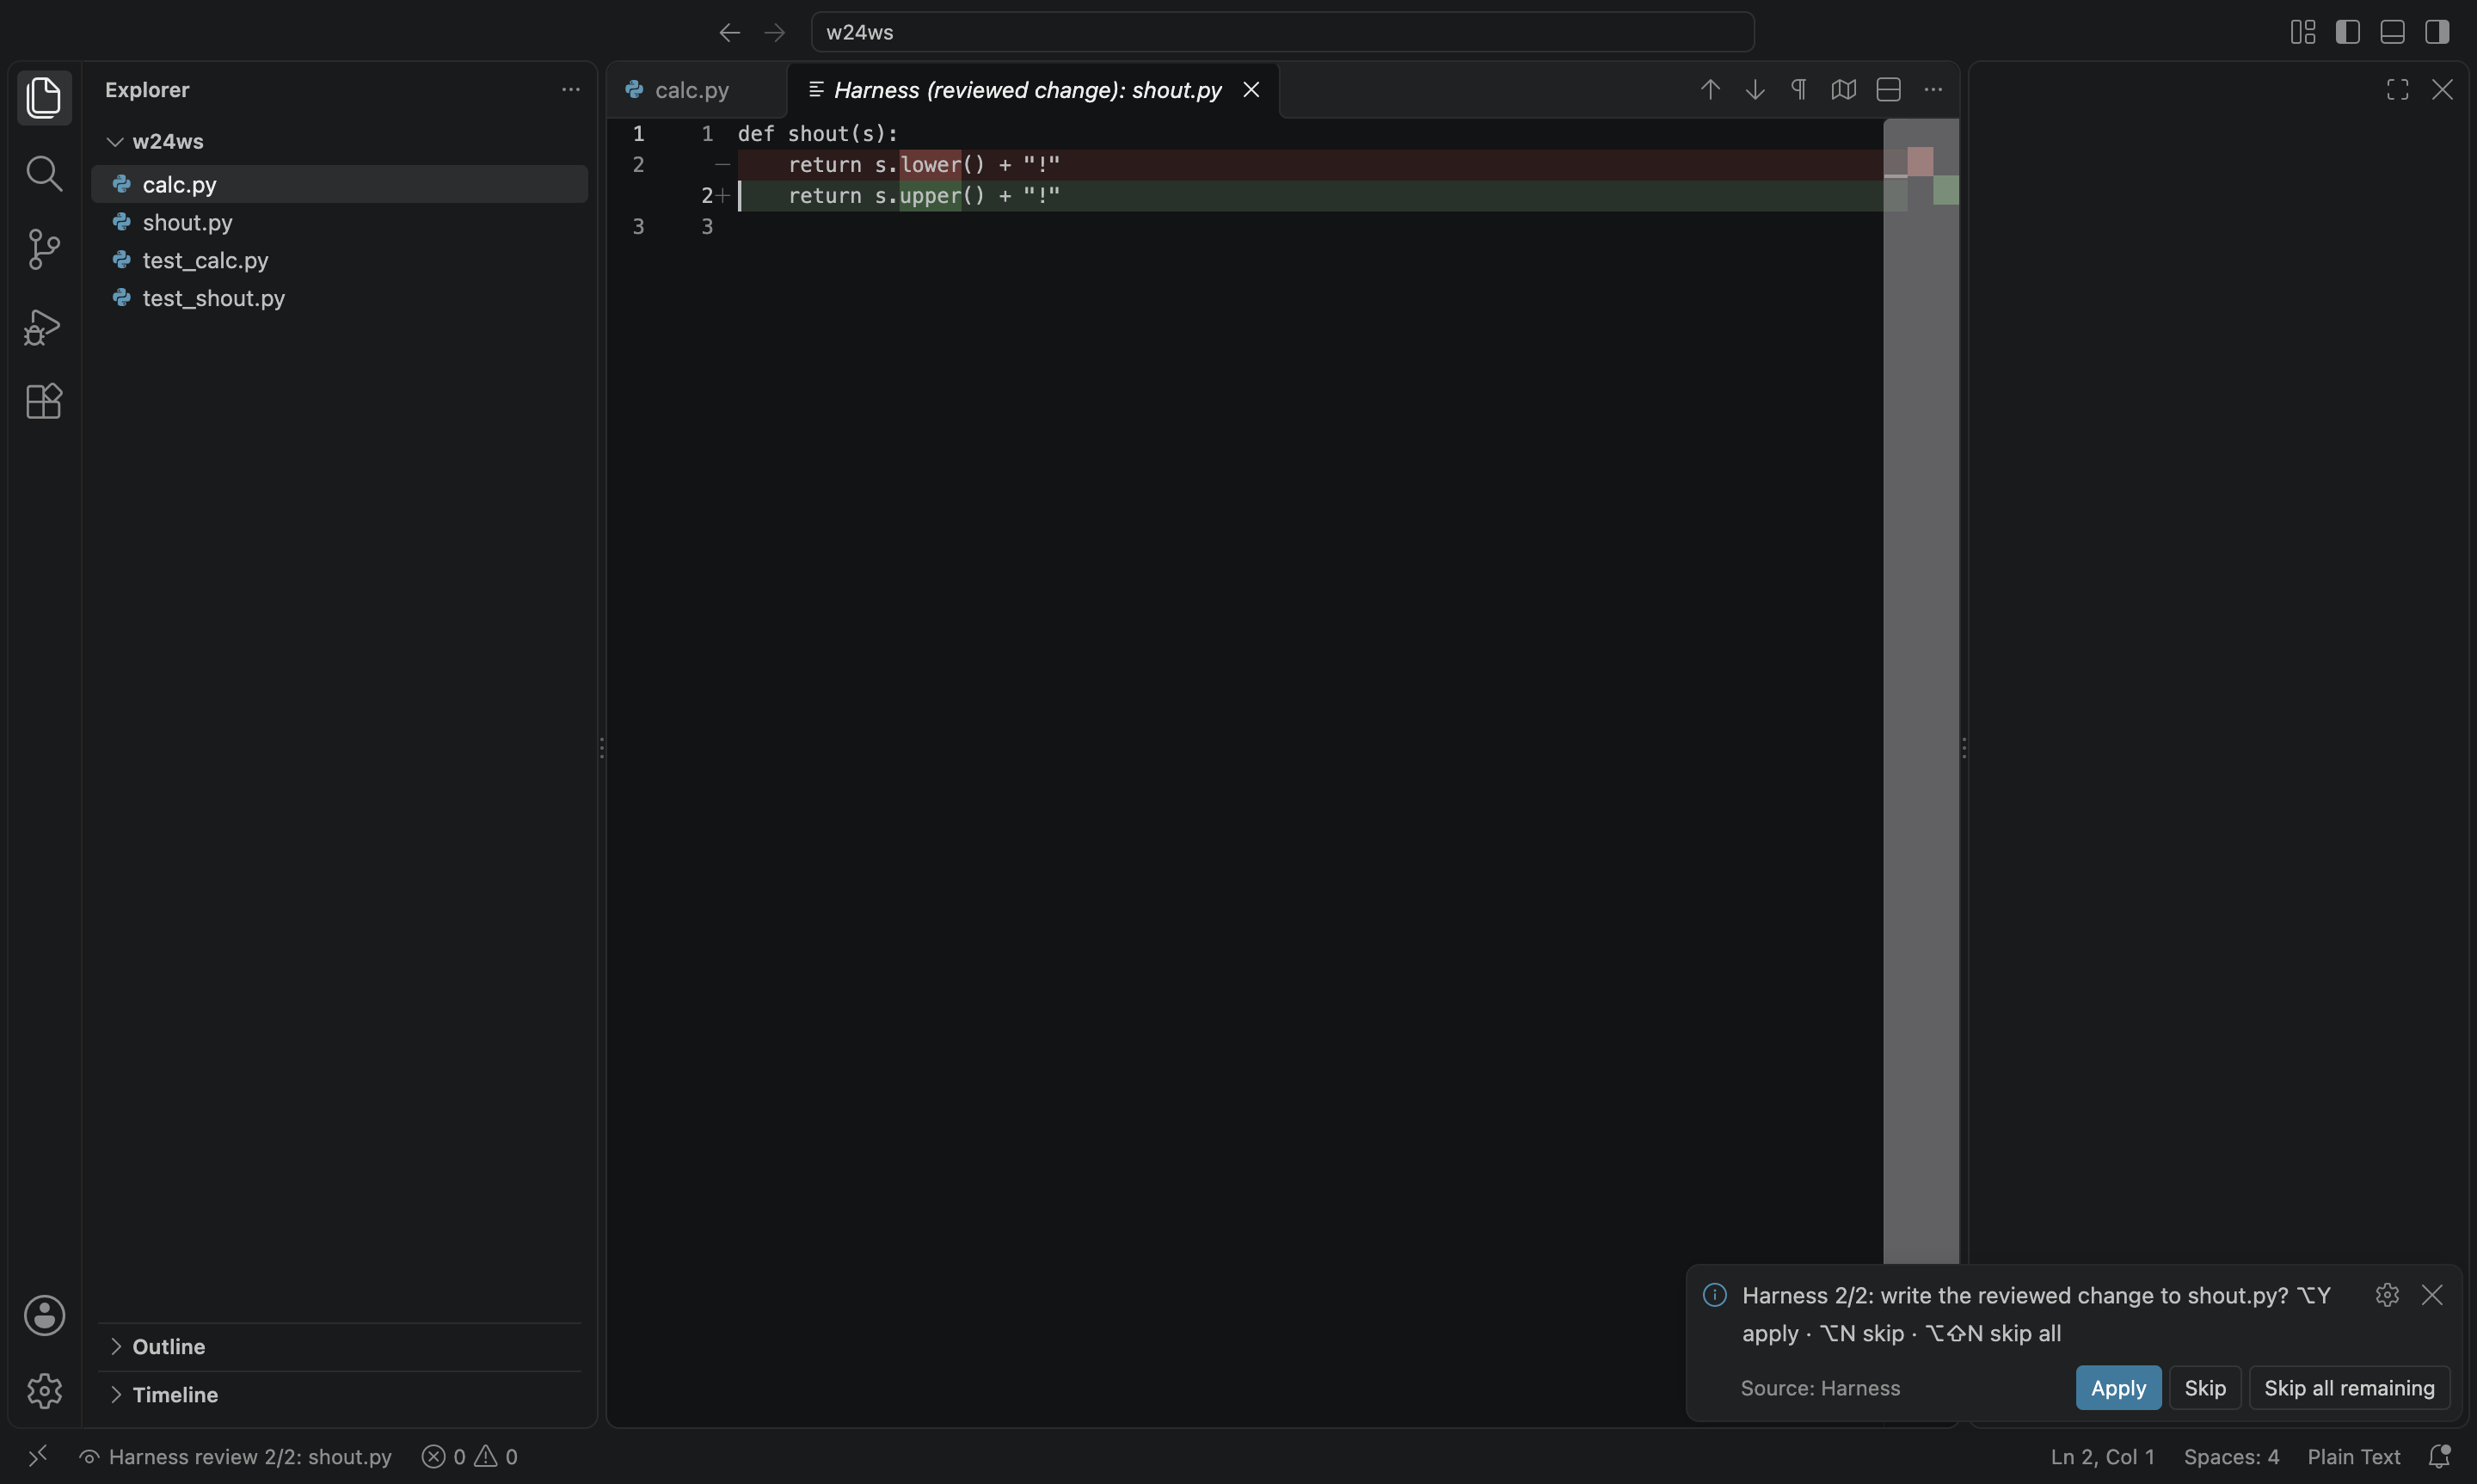 w24ws
Explorer
w24ws
calc.py
shout.py
test_calc.py
test_shout.py
Outline
Timeline
calc.py
Harness (reviewed change): shout.py
1 1 def shout(s):
2 — return s.lower() + "!"
2+ return s.upper() + "!"
3 3
Harness 2/2: write the reviewed change to shout.py? ⌥Y
apply · ⌥N skip · ⌥⇧N skip all
Source: Harness
Apply
Skip
Skip all remaining
Harness review 2/2: shout.py
0 0
Ln 2, Col 1
Spaces: 4
Plain Text